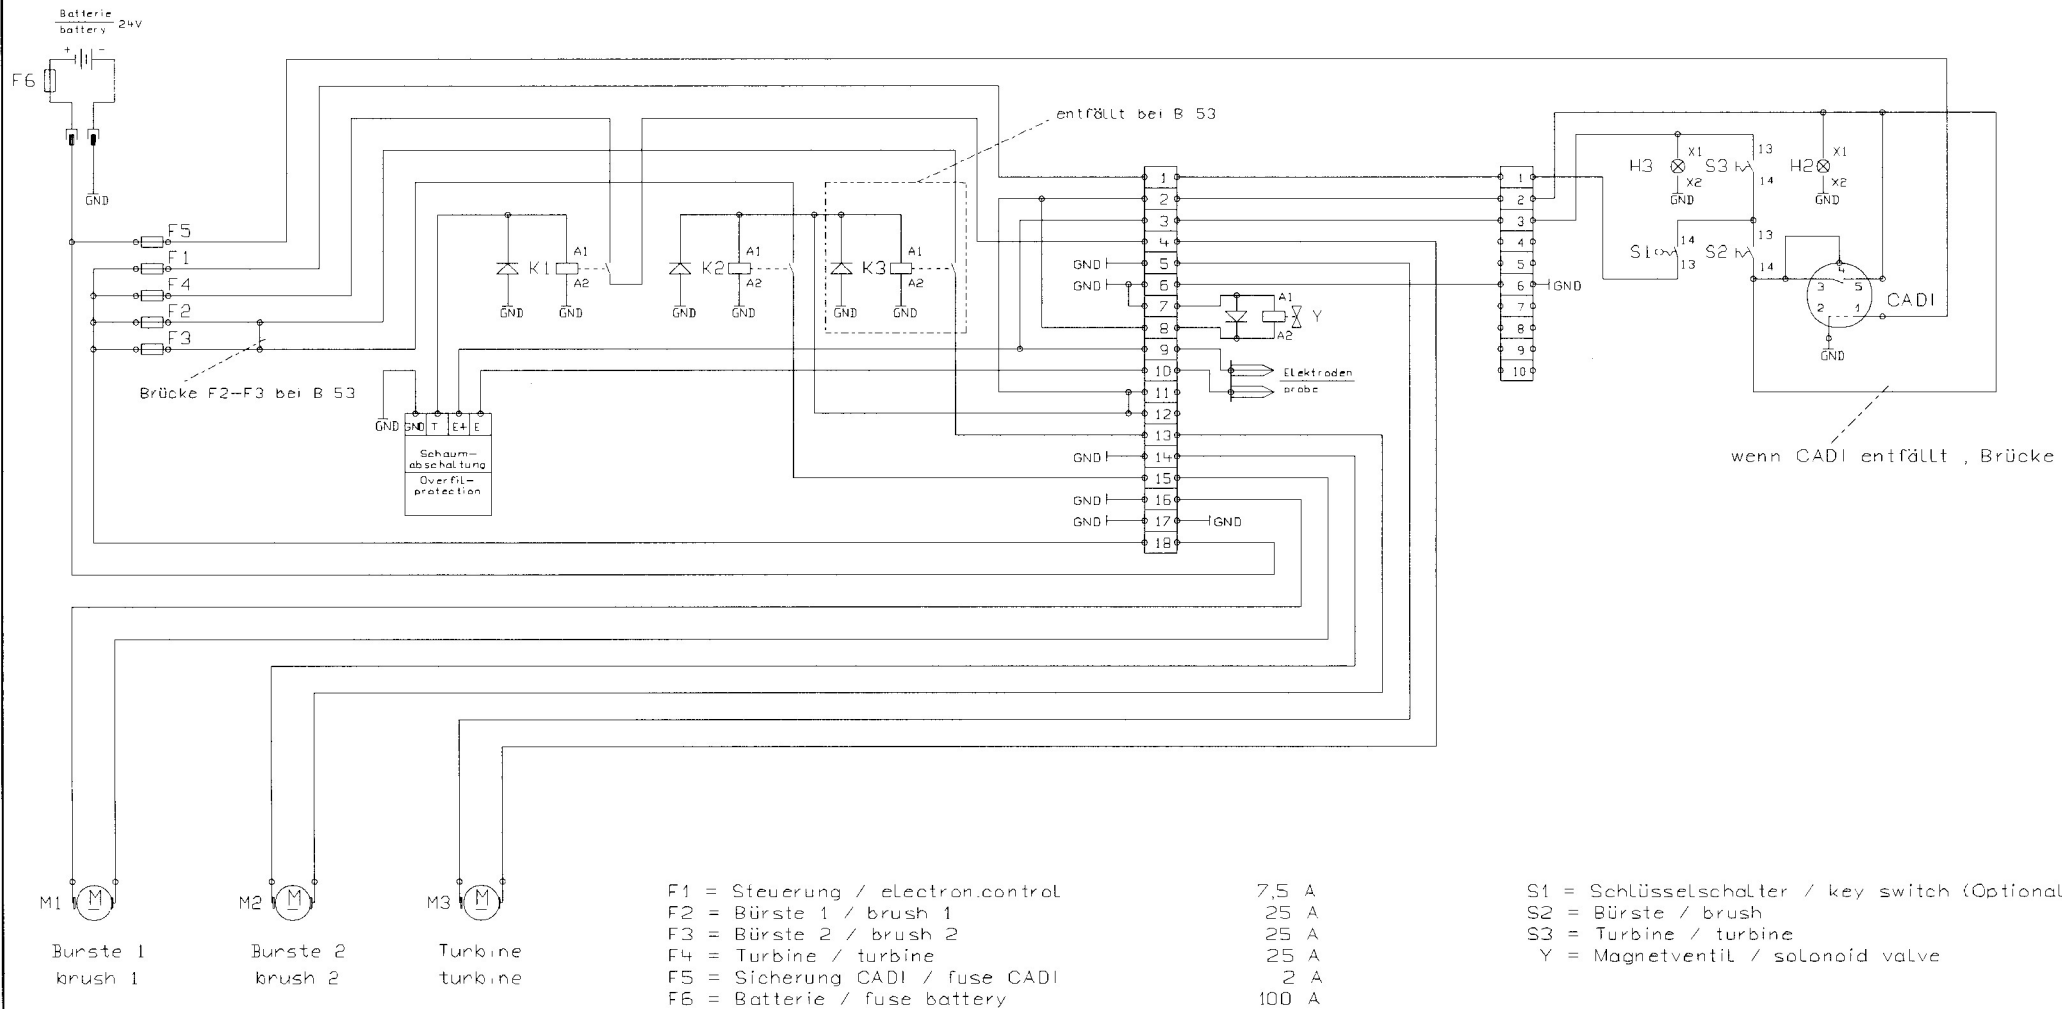 Batterie
battery 24V
+ -
F6
GND
F5
F1
F4
F2
F3
Brücke F2-F3 bei B 53
GND
GND T E+ E
Schaum-
abschaltung
Overfil-
protection
K1 A1
A2
GND GND
K2 A1
A2
GND GND
K3 A1
A2
GND GND
entfällt bei B 53
1
2
3
4
GND 5
GND 6
7
8
9
10
11
12
13
GND 14
15
GND 16
GND 17 GND
18
A1
Y
A2
Elektroden
probe
1
2
3
4
5
6 GND
7
8
9
10
H3 X1
X2
GND
S3 13
14
H2 X1
X2
GND
S1 14
13
S2 13
14
4
3 5
2 1
CADI
GND
wenn CADI entfällt , Brücke
M1 M
Burste 1
brush 1
M2 M
Burste 2
brush 2
M3 M
Turbine
turbine
F1 = Steuerung / electron.control 7,5 A
F2 = Bürste 1 / brush 1 25 A
F3 = Bürste 2 / brush 2 25 A
F4 = Turbine / turbine 25 A
F5 = Sicherung CADI / fuse CADI 2 A
F6 = Batterie / fuse battery 100 A
S1 = Schlüsselschalter / key switch (Optional
S2 = Bürste / brush
S3 = Turbine / turbine
Y = Magnetventil / solonoid valve